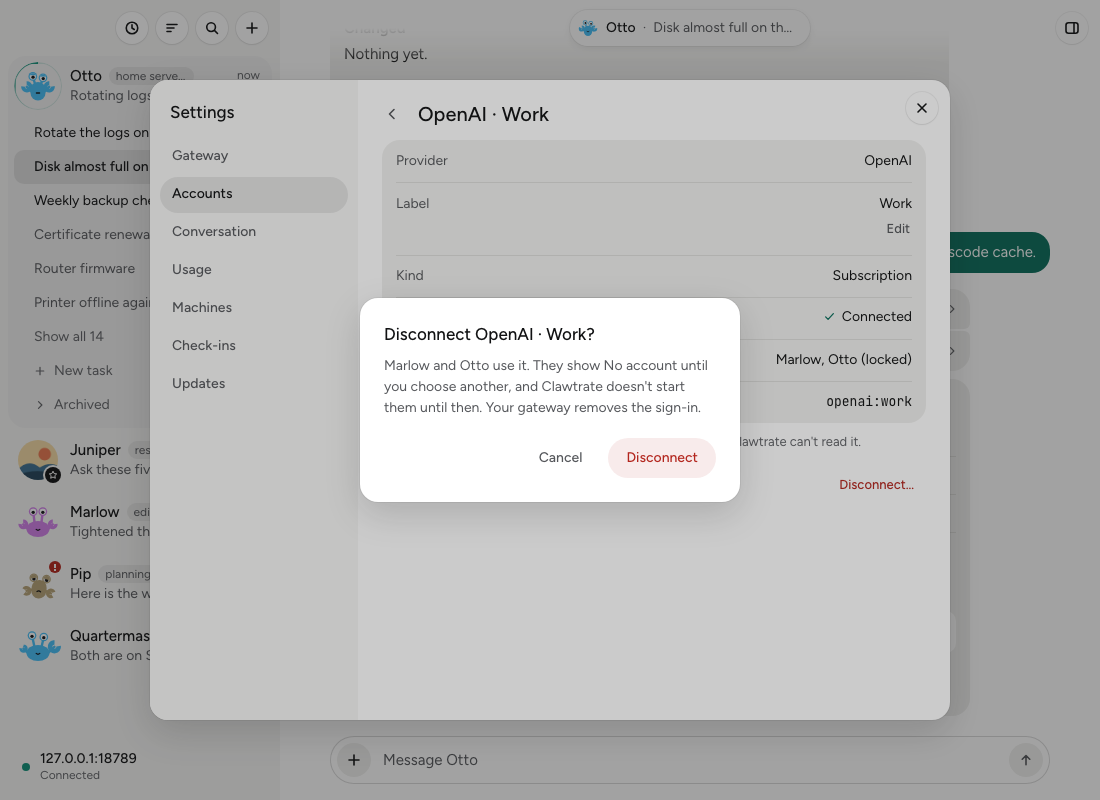 Otto · Disk almost full on th…
Changed
Nothing yet.
Otto
home serve…
now
Rotating logs
Rotate the logs on
Disk almost full on
Weekly backup che
Certificate renewa
Router firmware
Printer offline again
Show all 14
New task
Archived
Juniper
res
Ask these five
Marlow
edi
Tightened th
Pip
planning
Here is the w
Quartermas
Both are on S
127.0.0.1:18789
Connected
Settings
Gateway
Accounts
Conversation
Usage
Machines
Check-ins
Updates
OpenAI · Work
Provider
OpenAI
Label
Work
Edit
Kind
Subscription
Connected
Marlow, Otto (locked)
openai:work
lawtrate can't read it.
Disconnect…
Disconnect OpenAI · Work?
Marlow and Otto use it. They show No account until
you choose another, and Clawtrate doesn't start
them until then. Your gateway removes the sign-in.
Cancel
Disconnect
scode cache.
Message Otto